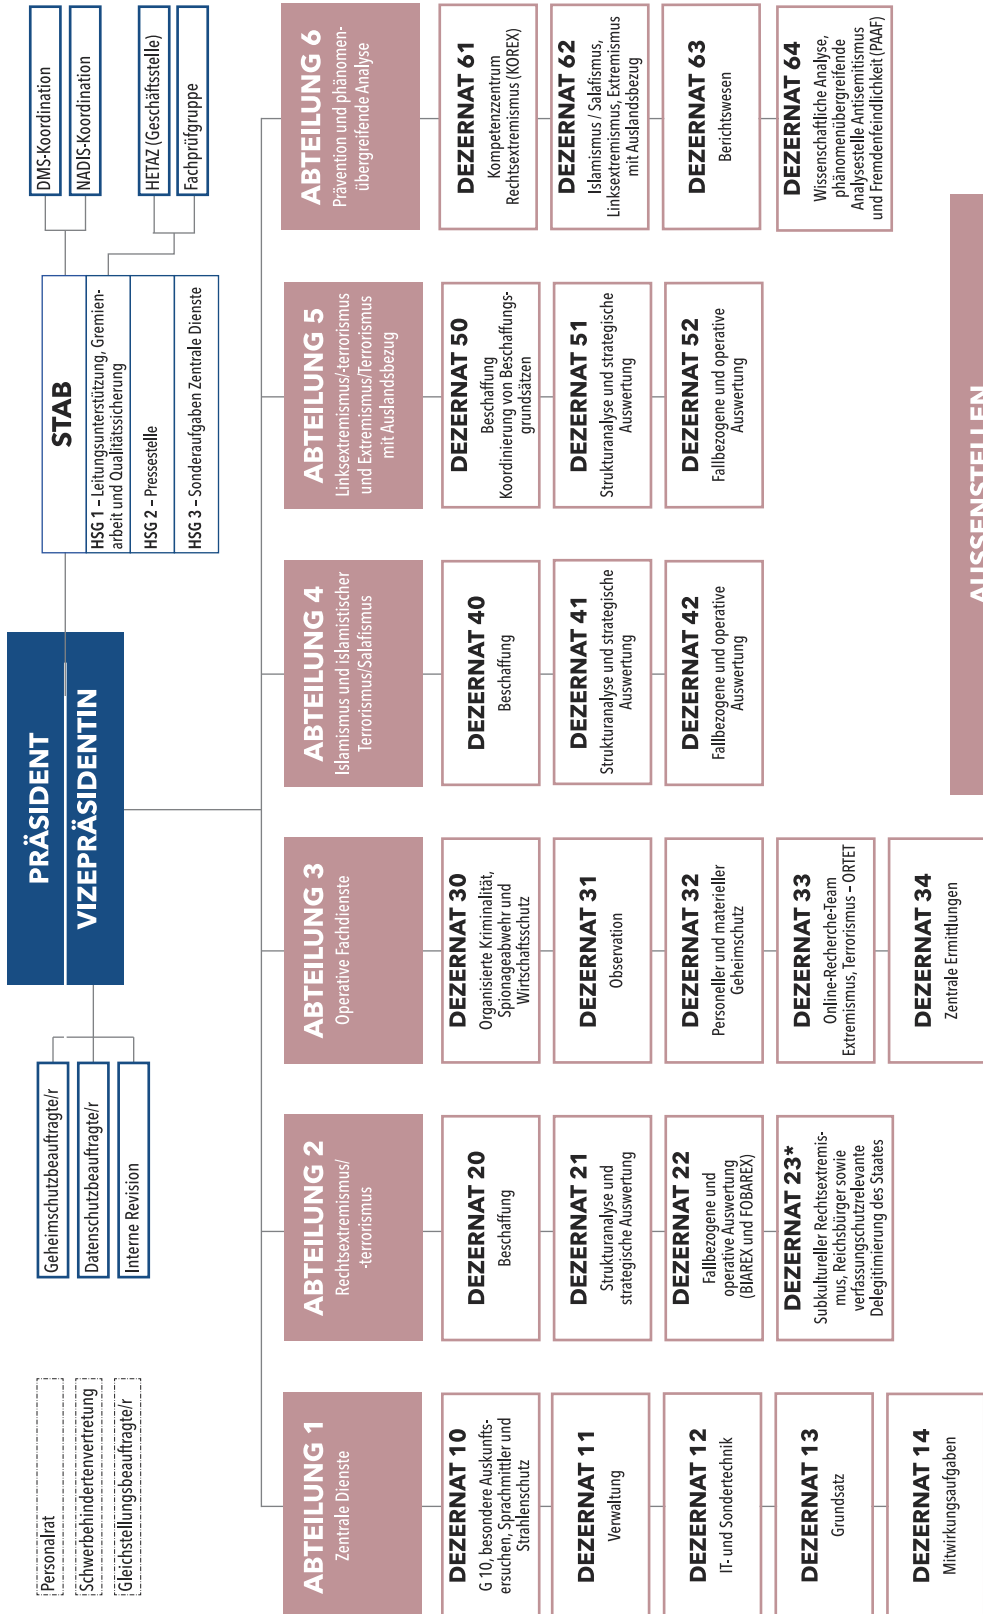 PRÄSIDENT
VIZEPRÄSIDENTIN
Personalrat
Schwerbehindertenvertretung
Gleichstellungsbeauftragte/r
Geheimschutzbeauftragte/r
Datenschutzbeauftragte/r
Interne Revision
STAB
HSG 1 – Leitungsunterstützung, Gremien-
arbeit und Qualitätssicherung
HSG 2 – Pressestelle
HSG 3 – Sonderaufgaben Zentrale Dienste
DMS-Koordination
NADIS-Koordination
HETAZ (Geschäftsstelle)
Fachprüfgruppe
ABTEILUNG 1
Zentrale Dienste
DEZERNAT 10
G 10, besondere Auskunfts-
ersuchen, Sprachmittler und
Strahlenschutz
DEZERNAT 11
Verwaltung
DEZERNAT 12
IT- und Sondertechnik
DEZERNAT 13
Grundsatz
DEZERNAT 14
Mitwirkungsaufgaben
ABTEILUNG 2
Rechtsextremismus/
-terrorismus
DEZERNAT 20
Beschaffung
DEZERNAT 21
Strukturanalyse und
strategische Auswertung
DEZERNAT 22
Fallbezogene und
operative Auswertung
(BIAREX und FOBAREX)
DEZERNAT 23*
Subkultureller Rechtsextremis-
mus, Reichsbürger sowie
verfassungschutzrelevante
Delegitimierung des Staates
ABTEILUNG 3
Operative Fachdienste
DEZERNAT 30
Organisierte Kriminalität,
Spionageabwehr und
Wirtschaftsschutz
DEZERNAT 31
Observation
DEZERNAT 32
Personeller und materieller
Geheimschutz
DEZERNAT 33
Online-Recherche-Team
Extremismus, Terrorismus – ORTET
DEZERNAT 34
Zentrale Ermittlungen
ABTEILUNG 4
Islamismus und islamistischer
Terrorismus/Salafismus
DEZERNAT 40
Beschaffung
DEZERNAT 41
Strukturanalyse und strategische
Auswertung
DEZERNAT 42
Fallbezogene und operative
Auswertung
ABTEILUNG 5
Linksextremismus/-terrorismus
und Extremismus/Terrorismus
mit Auslandsbezug
DEZERNAT 50
Beschaffung
Koordinierung von Beschaffungs-
grundsätzen
DEZERNAT 51
Strukturanalyse und strategische
Auswertung
DEZERNAT 52
Fallbezogene und operative
Auswertung
ABTEILUNG 6
Prävention und phänomen-
übergreifende Analyse
DEZERNAT 61
Kompetenzzentrum
Rechtsextremismus (KOREX)
DEZERNAT 62
Islamismus / Salafismus,
Linksextremismus, Extremismus
mit Auslandsbezug
DEZERNAT 63
Berichtswesen
DEZERNAT 64
Wissenschaftliche Analyse,
phänomenübergreifende
Analysestelle Antisemitismus
und Fremdenfeindlichkeit (PAAF)
AUSSENSTELLEN